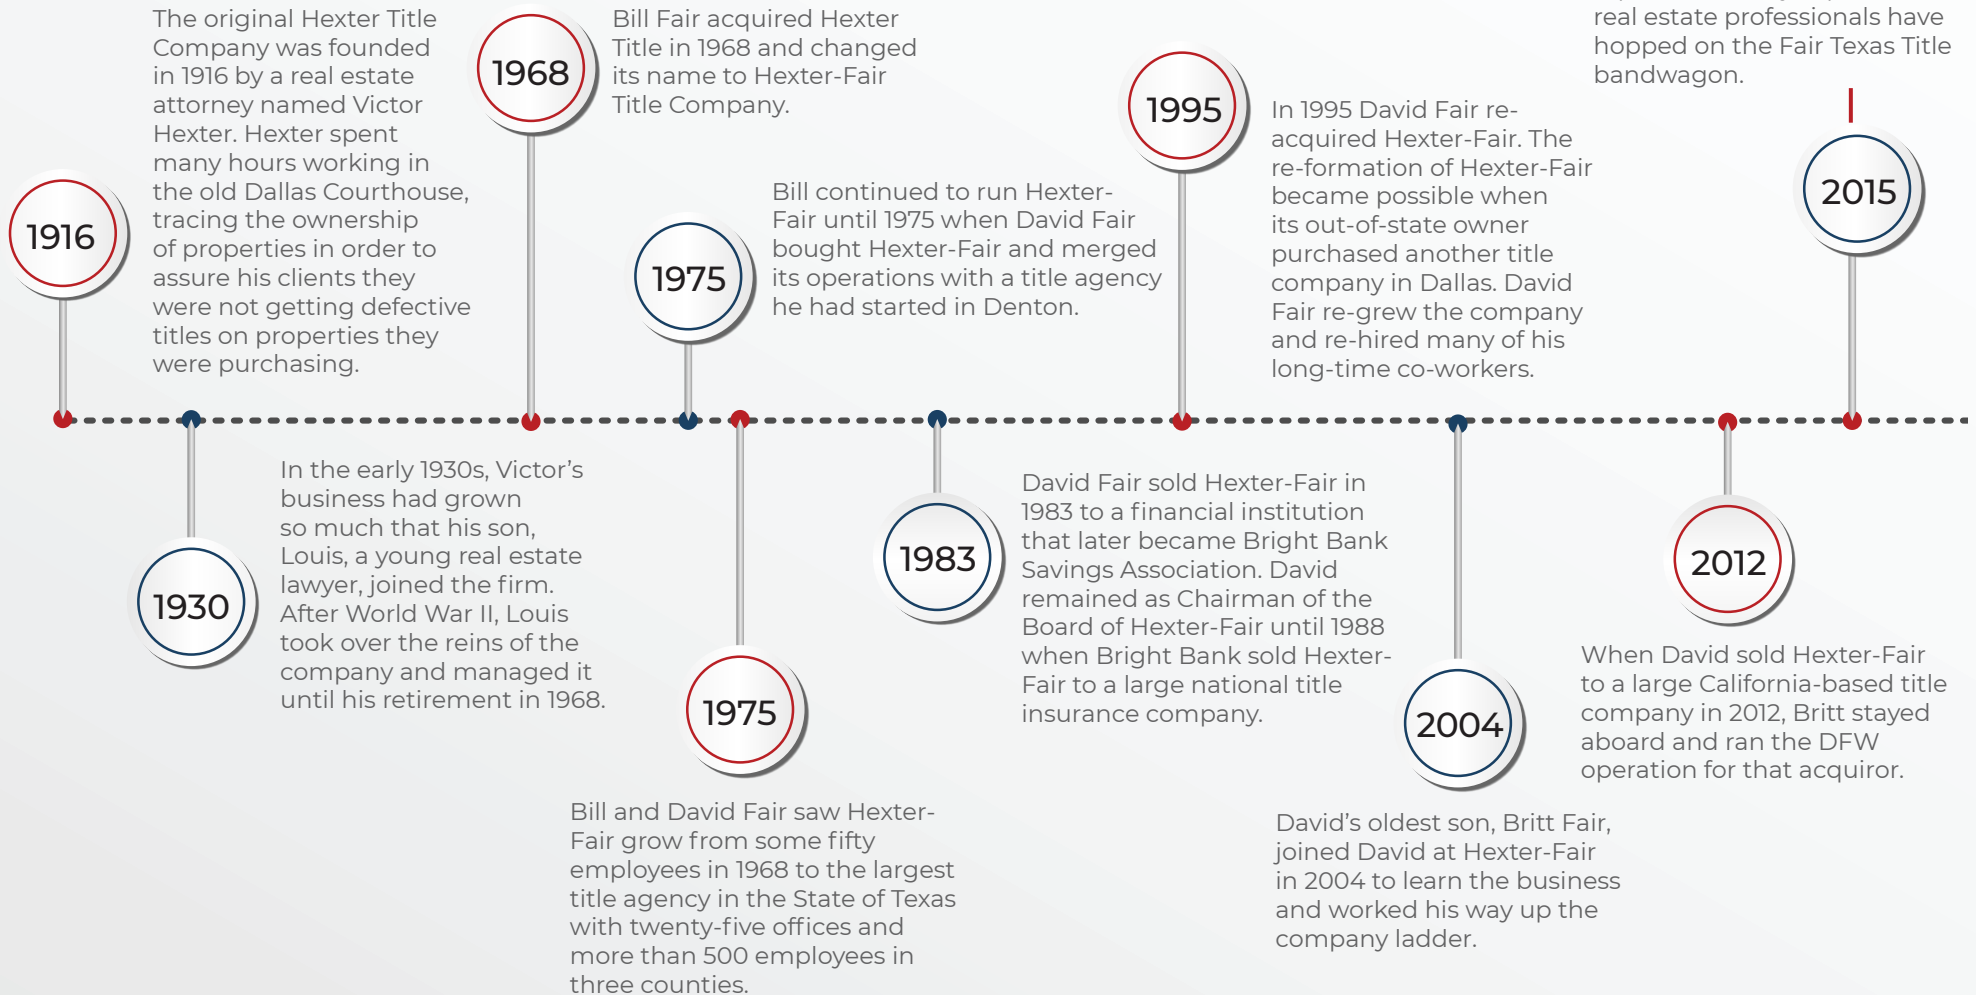 1916
The original Hexter Title
Company was founded
in 1916 by a real estate
attorney named Victor
Hexter. Hexter spent
many hours working in
the old Dallas Courthouse,
tracing the ownership
of properties in order to
assure his clients they
were not getting defective
titles on properties they
were purchasing.
1930
In the early 1930s, Victor’s
business had grown
so much that his son,
Louis, a young real estate
lawyer, joined the firm.
After World War II, Louis
took over the reins of the
company and managed it
until his retirement in 1968.
1968
Bill Fair acquired Hexter
Title in 1968 and changed
its name to Hexter-Fair
Title Company.
1975
Bill continued to run Hexter-
Fair until 1975 when David Fair
bought Hexter-Fair and merged
its operations with a title agency
he had started in Denton.
1975
Bill and David Fair saw Hexter-
Fair grow from some fifty
employees in 1968 to the largest
title agency in the State of Texas
with twenty-five offices and
more than 500 employees in
three counties.
1983
David Fair sold Hexter-Fair in
1983 to a financial institution
that later became Bright Bank
Savings Association. David
remained as Chairman of the
Board of Hexter-Fair until 1988
when Bright Bank sold Hexter-
Fair to a large national title
insurance company.
1995
In 1995 David Fair re-
acquired Hexter-Fair. The
re-formation of Hexter-Fair
became possible when
its out-of-state owner
purchased another title
company in Dallas. David
Fair re-grew the company
and re-hired many of his
long-time co-workers.
2004
David’s oldest son, Britt Fair,
joined David at Hexter-Fair
in 2004 to learn the business
and worked his way up the
company ladder.
2012
When David sold Hexter-Fair
to a large California-based title
company in 2012, Britt stayed
aboard and ran the DFW
operation for that acquiror.
real estate professionals have
hopped on the Fair Texas Title
bandwagon.
2015